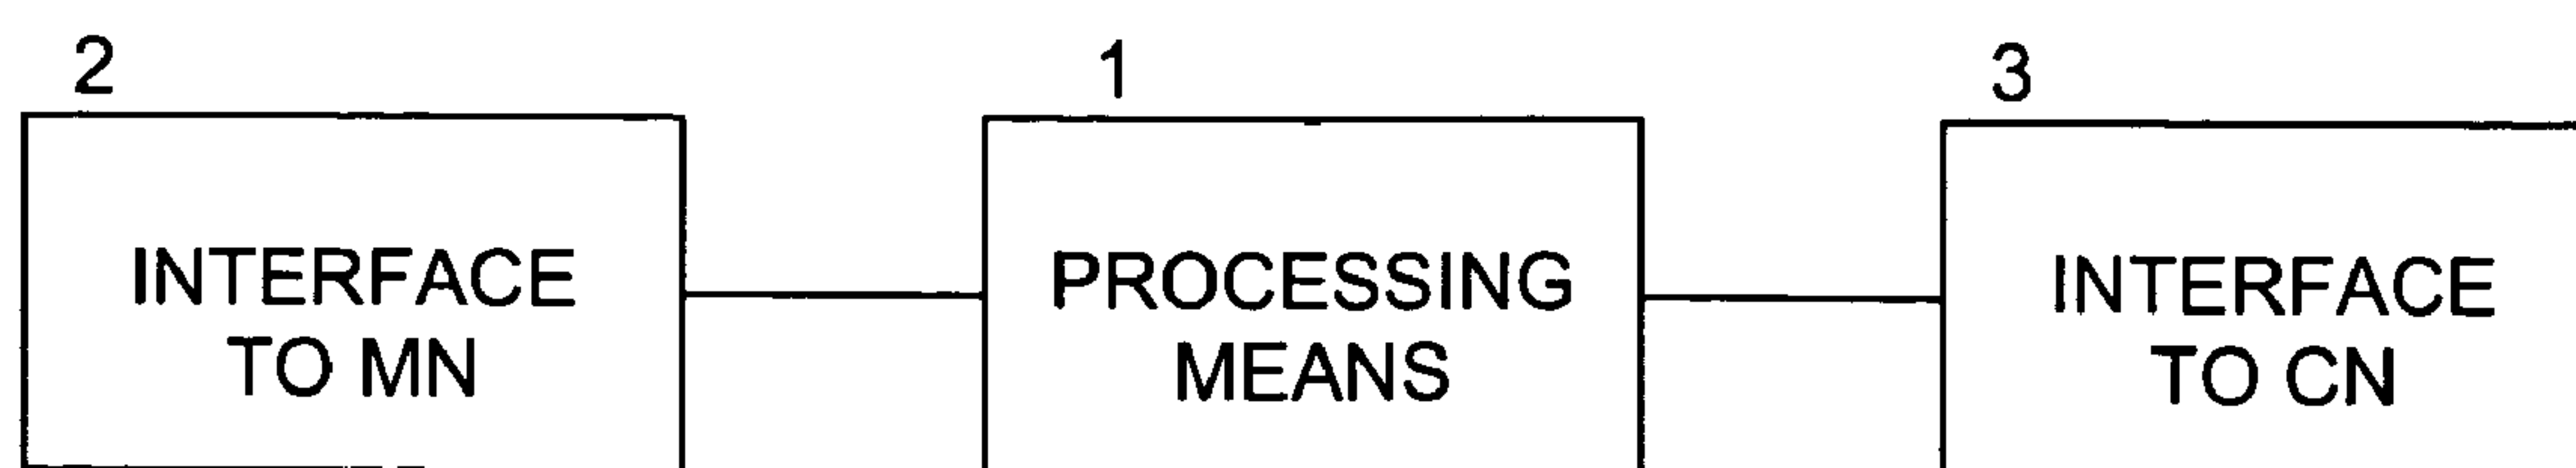 2
1
3
INTERFACE
TO MN
PROCESSING
MEANS
INTERFACE
TO CN